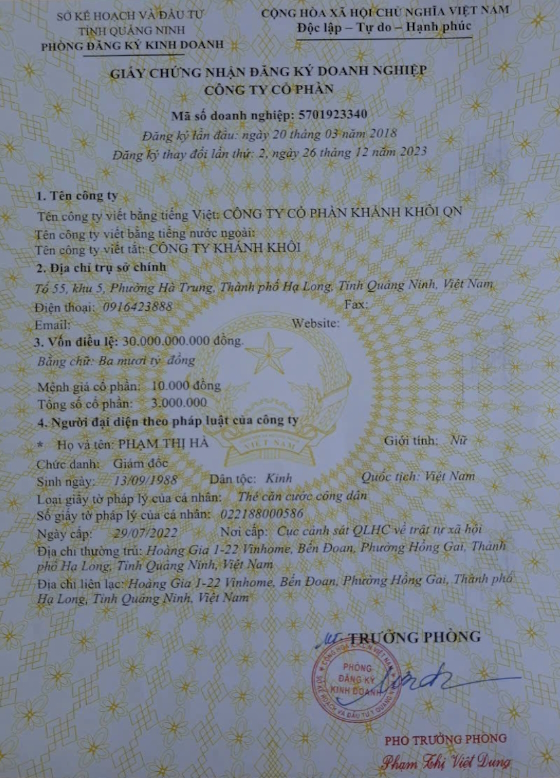 SỞ KẾ HOẠCH VÀ ĐẦU TƯ
TỈNH QUẢNG NINH
PHÒNG ĐĂNG KÝ KINH DOANH
CỘNG HÒA XÃ HỘI CHỦ NGHĨA VIỆT NAM
Độc lập – Tự do – Hạnh phúc
GIẤY CHỨNG NHẬN ĐĂNG KÝ DOANH NGHIỆP
CÔNG TY CỔ PHẦN
Mã số doanh nghiệp: 5701923340
Đăng ký lần đầu: ngày 20 tháng 03 năm 2018
Đăng ký thay đổi lần thứ: 2, ngày 26 tháng 12 năm 2023
1. Tên công ty
Tên công ty viết bằng tiếng Việt: CÔNG TY CỔ PHẦN KHÁNH KHÔI QN
Tên công ty viết bằng tiếng nước ngoài:
Tên công ty viết tắt: CÔNG TY KHÁNH KHÔI
2. Địa chỉ trụ sở chính
Tổ 55, khu 5, Phường Hà Trung, Thành phố Hạ Long, Tỉnh Quảng Ninh, Việt Nam
Điện thoại: 0916423888 Fax:
Email: Website:
3. Vốn điều lệ: 30.000.000.000 đồng.
Bằng chữ: Ba mươi tỷ đồng
Mệnh giá cổ phần: 10.000 đồng
Tổng số cổ phần: 3.000.000
4. Người đại diện theo pháp luật của công ty
* Họ và tên: PHẠM THỊ HÀ Giới tính: Nữ
Chức danh: Giám đốc
Sinh ngày: 13/09/1988 Dân tộc: Kinh Quốc tịch: Việt Nam
Loại giấy tờ pháp lý của cá nhân: Thẻ căn cước công dân
Số giấy tờ pháp lý của cá nhân: 022188000586
Ngày cấp: 29/07/2022 Nơi cấp: Cục cảnh sát QLHC về trật tự xã hội
Địa chỉ thường trú: Hoàng Gia 1-22 Vinhome, Bến Đoan, Phường Hồng Gai, Thành
phố Hạ Long, Tỉnh Quảng Ninh, Việt Nam
Địa chỉ liên lạc: Hoàng Gia 1-22 Vinhome, Bến Đoan, Phường Hồng Gai, Thành phố
Hạ Long, Tỉnh Quảng Ninh, Việt Nam
VIỆT NAM
TRƯỞNG PHÒNG
PHÒNG
ĐĂNG KÝ
KINH DOANH
PHÓ TRƯỞNG PHÒNG
Phạm Thị Việt Dung